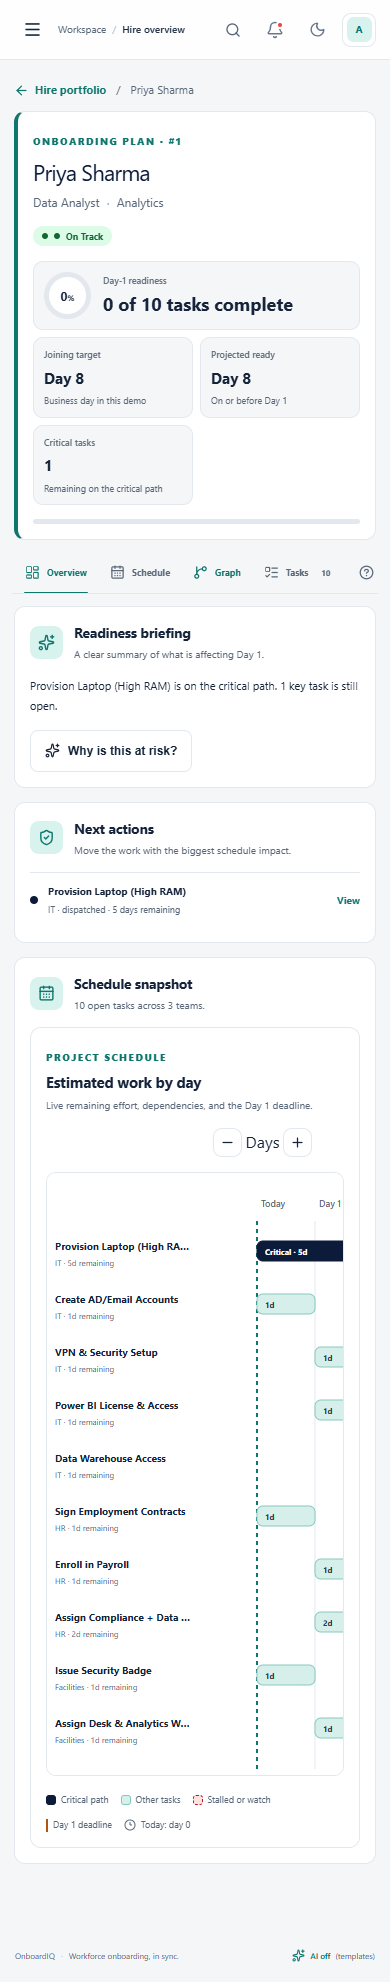 Workspace / Hire overview
A
Hire portfolio / Priya Sharma
ONBOARDING PLAN • #1
Priya Sharma
Data Analyst · Analytics
On Track
0%
Day-1 readiness
0 of 10 tasks complete
Joining target
Day 8
Business day in this demo
Projected ready
Day 8
On or before Day 1
Critical tasks
1
Remaining on the critical path
Overview
Schedule
Graph
Tasks 10
Readiness briefing
A clear summary of what is affecting Day 1.
Provision Laptop (High RAM) is on the critical path. 1 key task is still
open.
Why is this at risk?
Next actions
Move the work with the biggest schedule impact.
Provision Laptop (High RAM)
IT · dispatched · 5 days remaining
View
Schedule snapshot
10 open tasks across 3 teams.
PROJECT SCHEDULE
Estimated work by day
Live remaining effort, dependencies, and the Day 1 deadline.
− Days +
Today Day 1
Provision Laptop (High RA...
IT · 5d remaining
Critical · 5d
Create AD/Email Accounts
IT · 1d remaining
1d
VPN & Security Setup
IT · 1d remaining
1d
Power BI License & Access
IT · 1d remaining
1d
Data Warehouse Access
IT · 1d remaining
Sign Employment Contracts
HR · 1d remaining
1d
Enroll in Payroll
HR · 1d remaining
1d
Assign Compliance + Data ...
HR · 2d remaining
2d
Issue Security Badge
Facilities · 1d remaining
1d
Assign Desk & Analytics W...
Facilities · 1d remaining
1d
Critical path
Other tasks
Stalled or watch
Day 1 deadline
Today: day 0
OnboardIQ · Workforce onboarding, in sync.
AI off (templates)